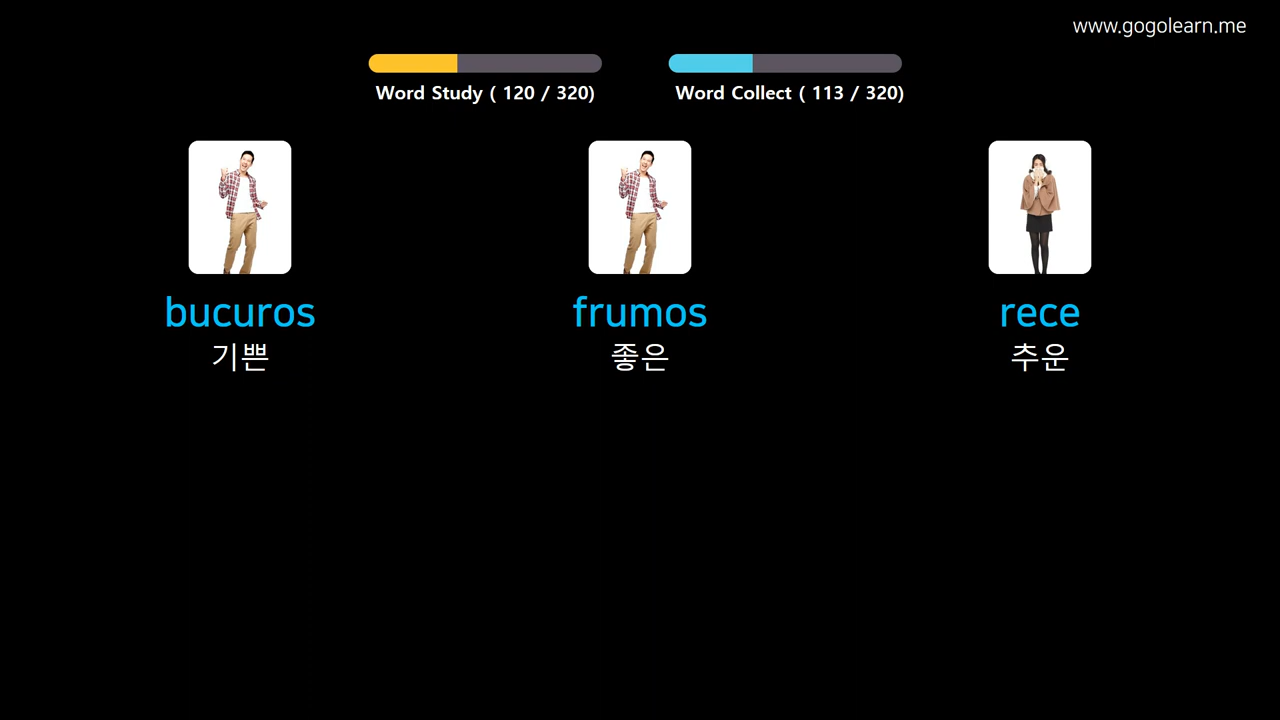 www.gogolearn.me
Word Study ( 120 / 320)
Word Collect ( 113 / 320)
bucuros
frumos
rece
기쁜
좋은
추운